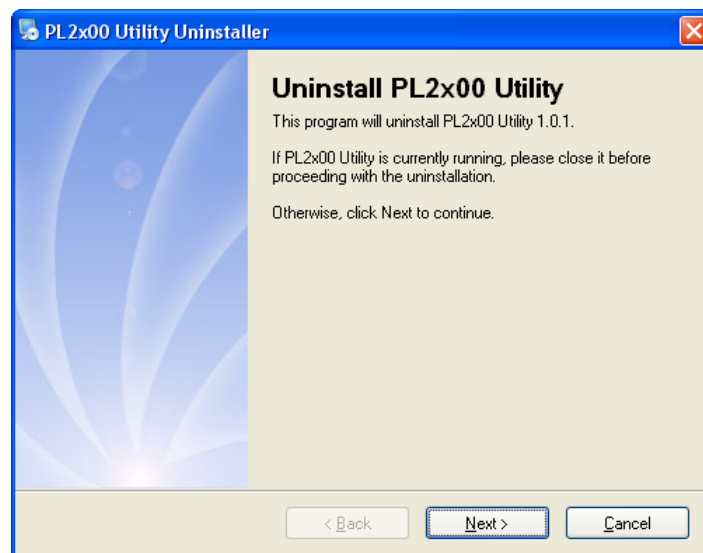 PL2x00 Utility Uninstaller
Uninstall PL2x00 Utility
This program will uninstall PL2x00 Utility 1.0.1.
If PL2x00 Utility is currently running, please close it before
proceeding with the uninstallation.
Otherwise, click Next to continue.
< Back
Next >
Cancel